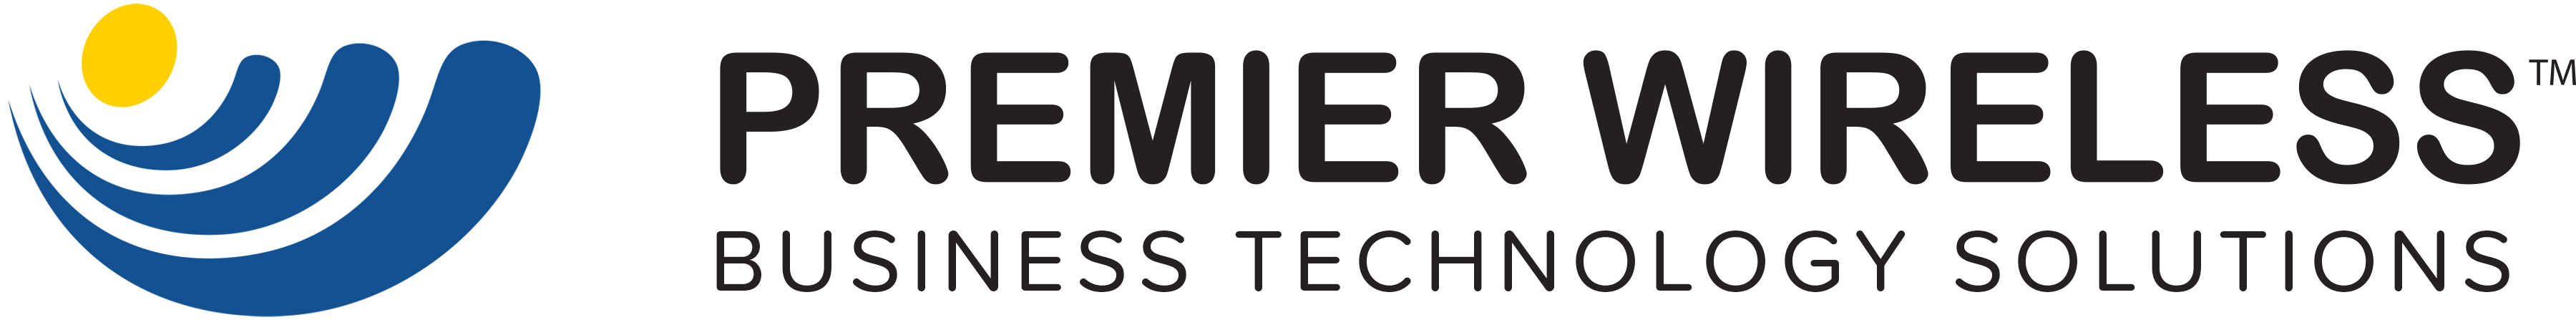 PREMIER WIRELESS™
BUSINESS TECHNOLOGY SOLUTIONS